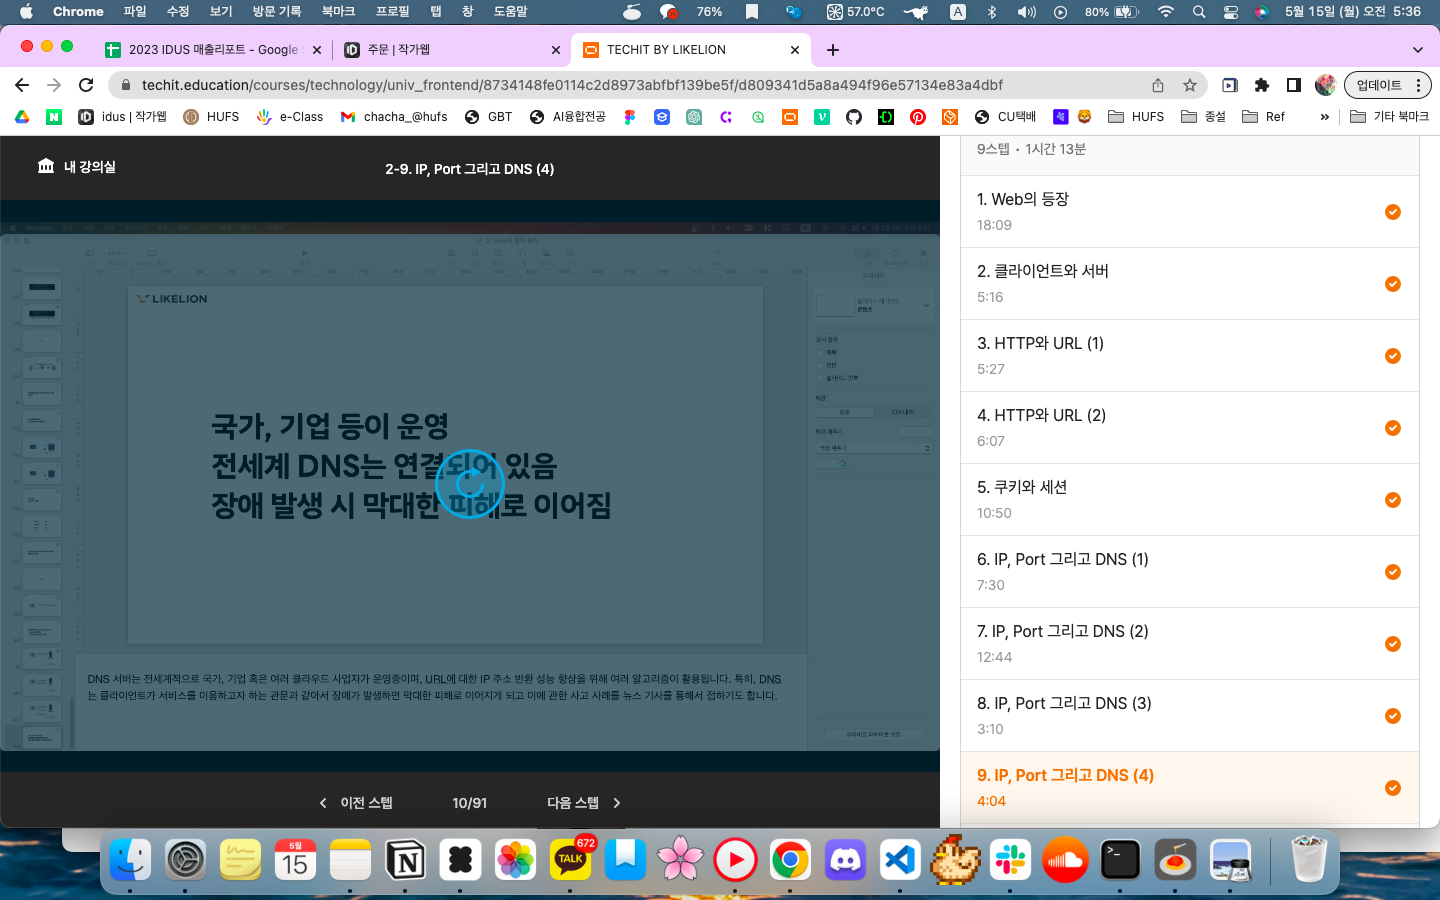 Chrome 파일 수정 보기 방문 기록 북마크 프로필 탭 창 도움말 76% 57.0°C A 80% 5월 15일 (월) 오전 5:36
2023 IDUS 매출리포트 - Google
주문 | 작가웹
TECHIT BY LIKELION
techit.education/courses/technology/univ_frontend/8734148fe0114c2d8973abfbf139be5f/d809341d5a8a494f96e57134e83a4dbf
업데이트
idus | 작가웹 HUFS e-Class chacha_@hufs GBT AI융합전공 CU택배 HUFS 종설 Ref » 기타 북마크
내 강의실
2-9. IP, Port 그리고 DNS (4)
LIKELION
국가, 기업 등이 운영
전세계 DNS는 연결되어 있음
장애 발생 시 막대한 피해로 이어짐
DNS 서버는 전세계적으로 국가, 기업 혹은 여러 클라우드 사업자가 운영중이며, URL에 대한 IP 주소 반환 성능 향상을 위해 여러 알고리즘이 활용됩니다. 특히, DNS
는 클라이언트가 서비스를 이용하고자 하는 관문과 같아서 장애가 발생하면 막대한 피해로 이어지게 되고 이에 관한 사고 사례를 뉴스 기사를 통해서 접하기도 합니다.
이전 스텝
10/91
다음 스텝
9스텝 • 1시간 13분
1. Web의 등장
18:09
2. 클라이언트와 서버
5:16
3. HTTP와 URL (1)
5:27
4. HTTP와 URL (2)
6:07
5. 쿠키와 세션
10:50
6. IP, Port 그리고 DNS (1)
7:30
7. IP, Port 그리고 DNS (2)
12:44
8. IP, Port 그리고 DNS (3)
3:10
9. IP, Port 그리고 DNS (4)
4:04
5월
15
TALK
672